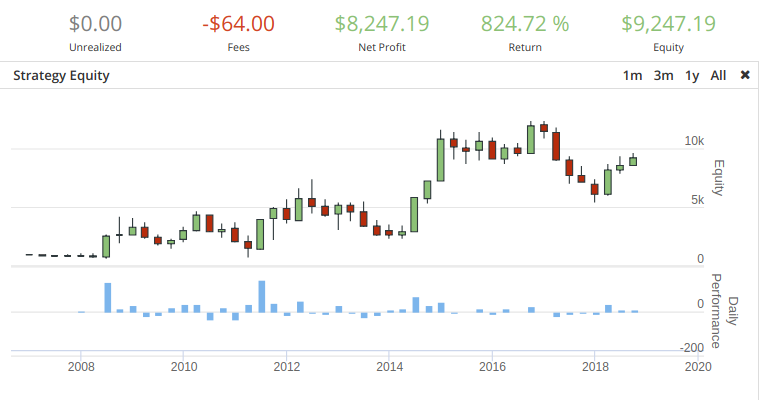 $0.00 -$64.00 $8,247.19 824.72 % $9,247.19
Unrealized Fees Net Profit Return Equity
Strategy Equity 1m 3m 1y All ✖
10k
5k
0
Equity
0
-200
Daily
Performance
2008 2010 2012 2014 2016 2018 2020